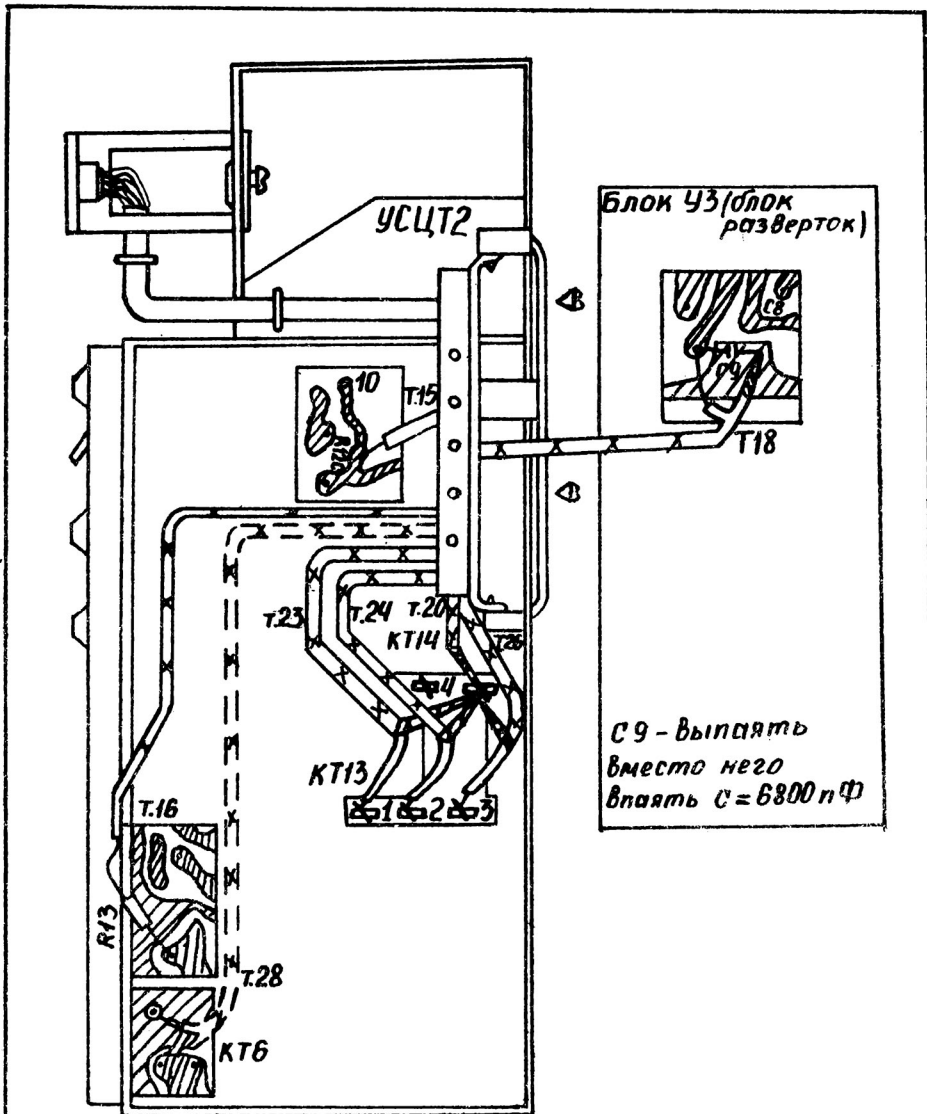 УСЦТ2
Блок У3 (блок
разверток)
С8
С9
Т18
10
Т.15
R120
Т.23
Т.24
Т.20
КТ14
Т.26
4
КТ13
1 2 3
С9 - Выпаять
вместо него
впаять С = 6800 пФ
Т.16
R13
Т.28
КТ6